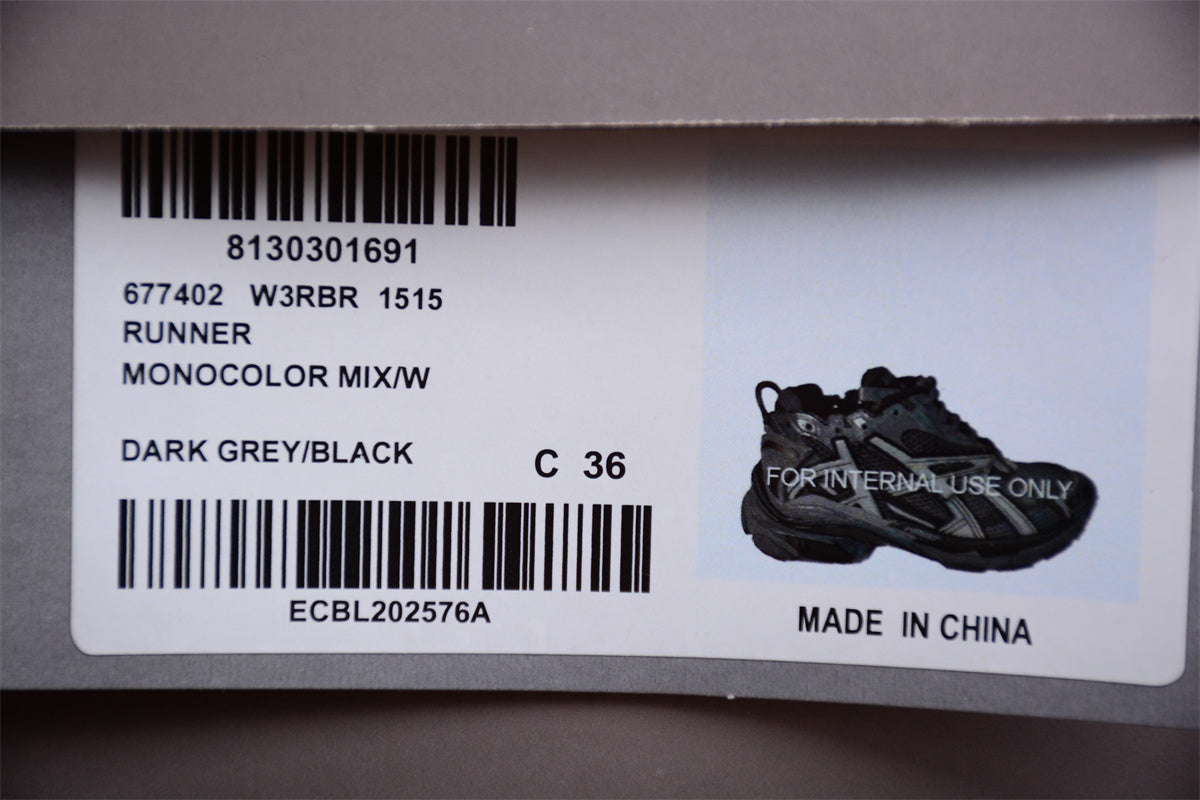 8130301691
677402 W3RBR 1515
RUNNER
MONOCOLOR MIX/W
DARK GREY/BLACK
C 36
ECBL202576A
FOR INTERNAL USE ONLY
MADE IN CHINA